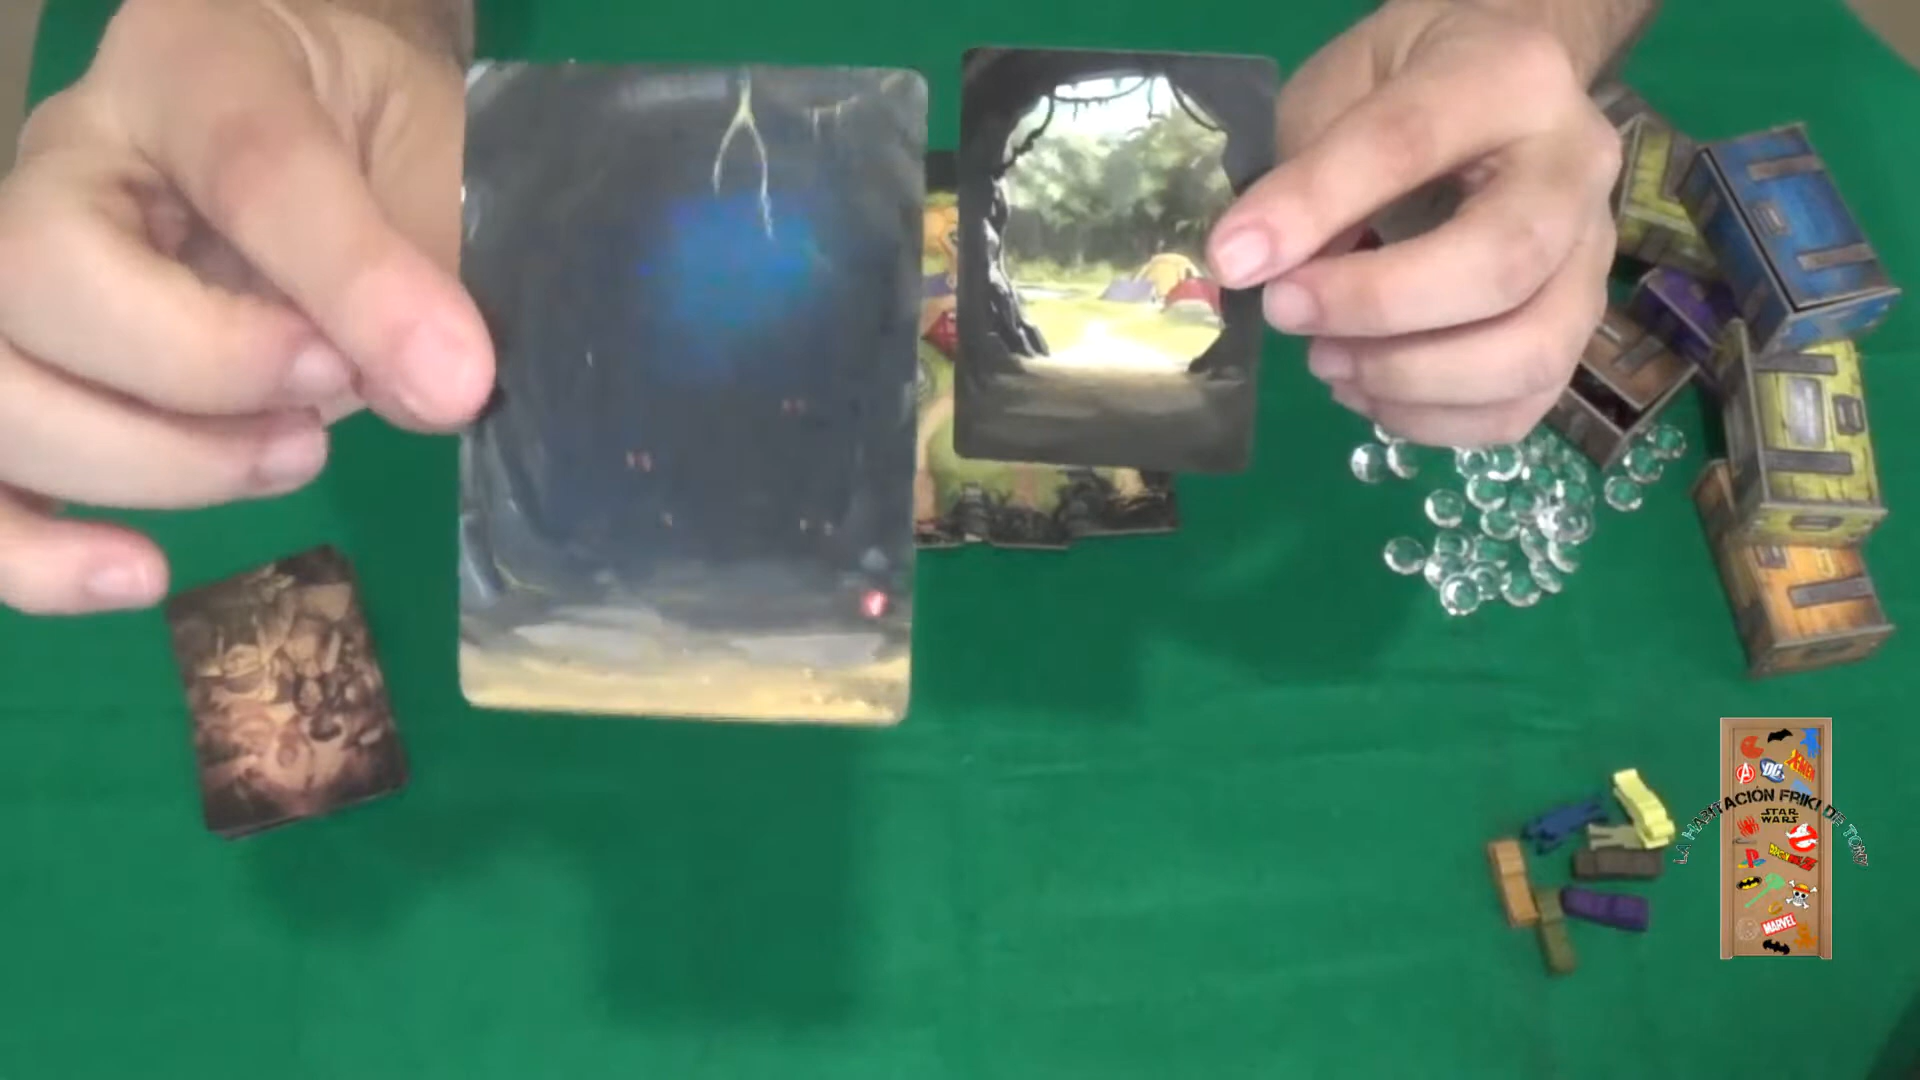 LA HABITACIÓN FRIKI DE TONY
X-MEN
DC
STAR
WARS
MARVEL